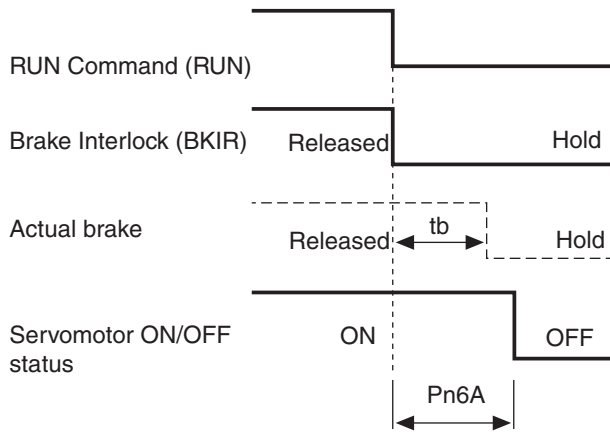 RUN Command (RUN)
Brake Interlock (BKIR)
Released
Hold
Actual brake
Released
tb
Hold
Servomotor ON/OFF
status
ON
OFF
Pn6A